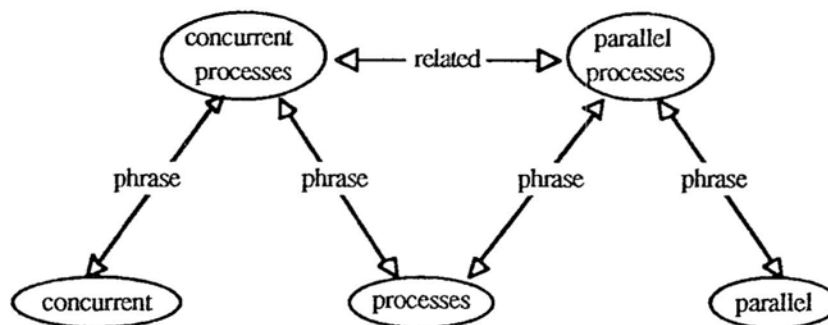 concurrent
processes
related
parallel
processes
phrase
phrase
phrase
phrase
concurrent
processes
parallel